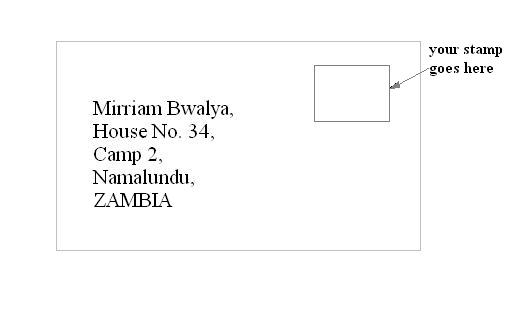 your stamp
goes here
Mirriam Bwalya,
House No. 34,
Camp 2,
Namalundu,
ZAMBIA